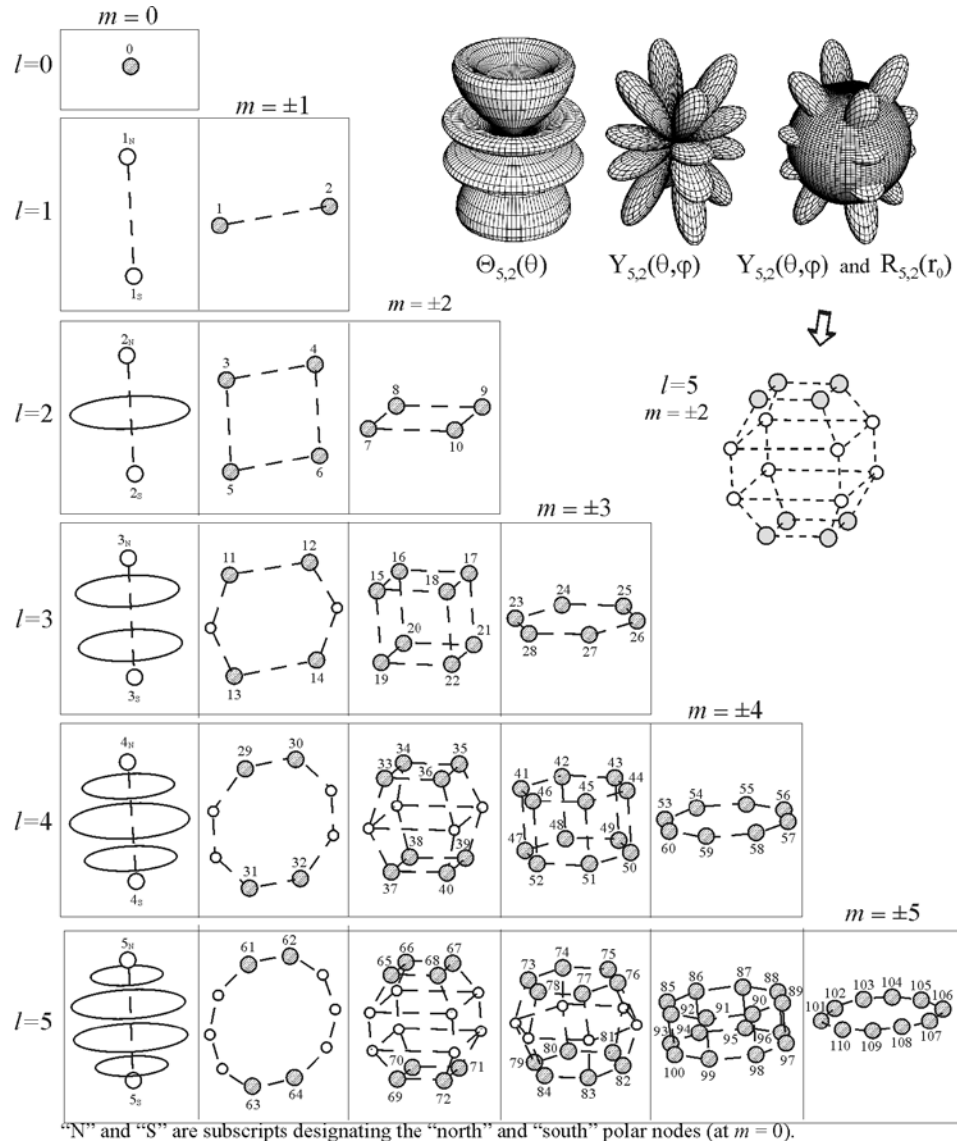 m = 0
l=0
0
m = ±1
l=1
1N
1S
1 2
Θ5,2(θ) Y5,2(θ,φ) Y5,2(θ,φ) and R5,2(r0)
m = ±2
l=2
2N
2S
3 4
5 6
8 9
7 10
l=5
m = ±2
m = ±3
l=3
3N
3S
11 12
13 14
16 17
15 18
20 21
19 22
24 25
23 26
28 27
m = ±4
l=4
4N
4S
29 30
31 32
34 35
33 36
38 39
37 40
42 43
41 44
46 45
47 48 49
52 51 50
54 55 56
53 57
60 59 58
m = ±5
l=5
5N
5S
61 62
63 64
66 67
65 68
70 71
69 72
74 75
73 76
78 77
80 81
79 82
84 83
86 87 88
85 89
92 91 90
93 94 95 96
100 99 98 97
103 104 105
102 106
101 107
110 109 108
“N” and “S” are subscripts designating the “north” and “south” polar nodes (at m = 0).